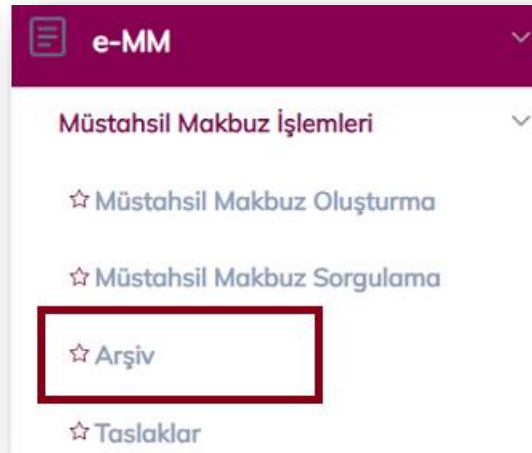 e-MM
Müstahsil Makbuz İşlemleri
Müstahsil Makbuz Oluşturma
Müstahsil Makbuz Sorgulama
Arşiv
Taslaklar